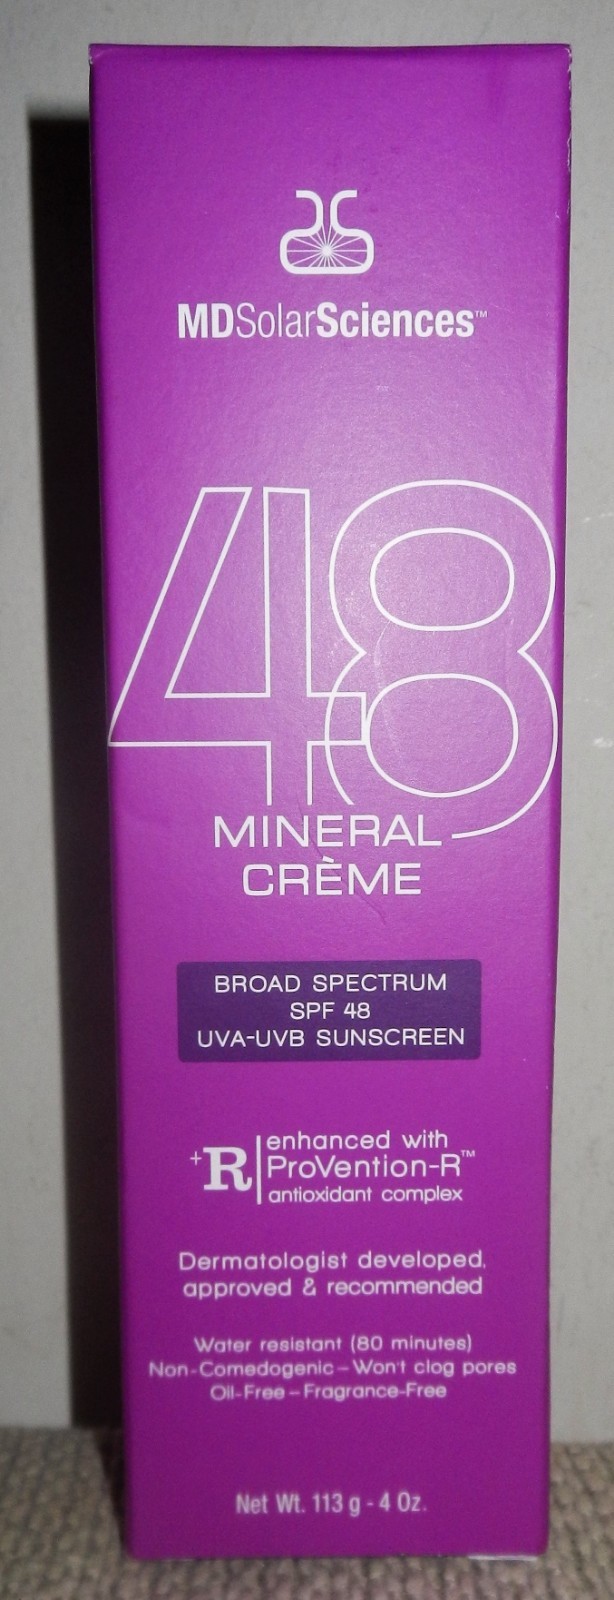 MDSolarSciences™
48
MINERAL
CRÈME
BROAD SPECTRUM
SPF 48
UVA-UVB SUNSCREEN
+R
enhanced with
ProVention-R™
antioxidant complex
Dermatologist developed,
approved & recommended
Water resistant (80 minutes)
Non-Comedogenic – Won't clog pores
Oil-Free – Fragrance-Free
Net Wt. 113 g - 4 Oz.